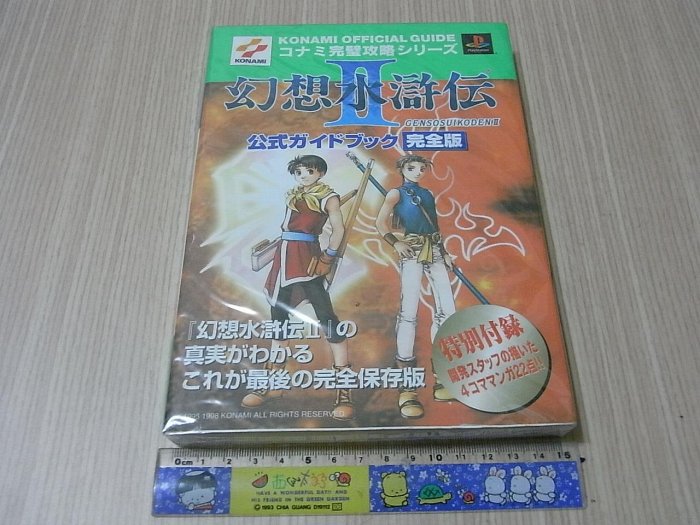 KONAMI OFFICIAL GUIDE
コナミ完璧攻略シリーズ
KONAMI
PlayStation
幻想水滸伝
II
GENSOSUIKODEN II
公式ガイドブック 完全版
『幻想水滸伝II』の
真実がわかる
これが最後の完全保存版
特別付録
開発スタッフの描いた
4コママンガ22点!!
1998 KONAMI ALL RIGHTS RESERVED
0cm 1 2 3 4 5 6 7 8 9 10 11 12 13 14 15
HAVE A WONDERFUL DAY!! AND
HIS FRIEND IN THE GREEN GARDEN
©1993 CHIA GUANG